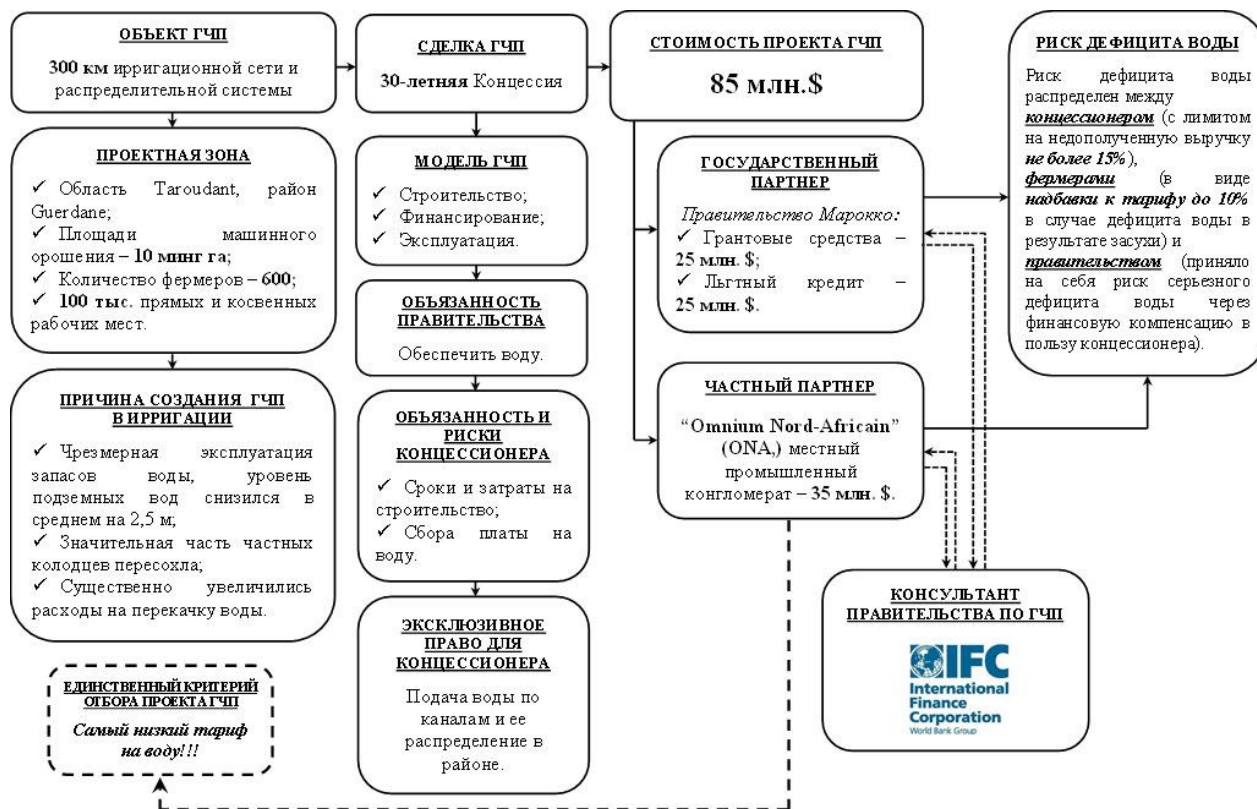 ОБЪЕКТ ГЧП
300 км ирригационной сети и
распределительной системы
ПРОЕКТНАЯ ЗОНА
✓ Область Taroudant, район
Guerdane;
✓ Площади машинного
орошения – 10 минг га;
✓ Количество фермеров – 600;
✓ 100 тыс. прямых и косвенных
рабочих мест.
ПРИЧИНА СОЗДАНИЯ ГЧП
В ИРРИГАЦИИ
✓ Чрезмерная эксплуатация
запасов воды, уровень
подземных вод снизился в
среднем на 2,5 м;
✓ Значительная часть частных
колодцев пересохла;
✓ Существенно увеличились
расходы на перекачку воды.
ЕДИНСТВЕННЫЙ КРИТЕРИЙ
ОТБОРА ПРОЕКТА ГЧП
Самый низкий тариф
на воду!!!
СДЕЛКА ГЧП
30-летняя Концессия
МОДЕЛЬ ГЧП
✓ Строительство;
✓ Финансирование;
✓ Эксплуатация.
ОБЪЯЗАННОСТЬ
ПРАВИТЕЛЬСТВА
Обеспечить воду.
ОБЪЯЗАННОСТЬ И
РИСКИ
КОНЦЕССИОНЕРА
✓ Сроки и затраты на
строительство;
✓ Сбора платы на
воду.
ЭКСКЛЮЗИВНОЕ
ПРАВО ДЛЯ
КОНЦЕССИОНЕРА
Подача воды по
каналам и ее
распределение в
районе.
СТОИМОСТЬ ПРОЕКТА ГЧП
85 млн.$
ГОСУДАРСТВЕННЫЙ
ПАРТНЕР
Правительство Марокко:
✓ Грантовые средства –
25 млн. $;
✓ Льгтный кредит –
25 млн. $.
ЧАСТНЫЙ ПАРТНЕР
“Omnium Nord-Africain”
(ONA,) местный
промышленный
конгломерат – 35 млн. $.
РИСК ДЕФИЦИТА ВОДЫ
Риск дефицита воды
распределен между
концессионером (с лимитом
на недополученную выручку
не более 15%),
фермерами (в виде
надбавки к тарифу до 10%
в случае дефицита воды в
результате засухи) и
правительством (приняло
на себя риск серьезного
дефицита воды через
финансовую компенсацию в
пользу концессионера).
КОНСУЛЬТАНТ
ПРАВИТЕЛЬСТВА ПО ГЧП
IFC
International
Finance
Corporation
World Bank Group